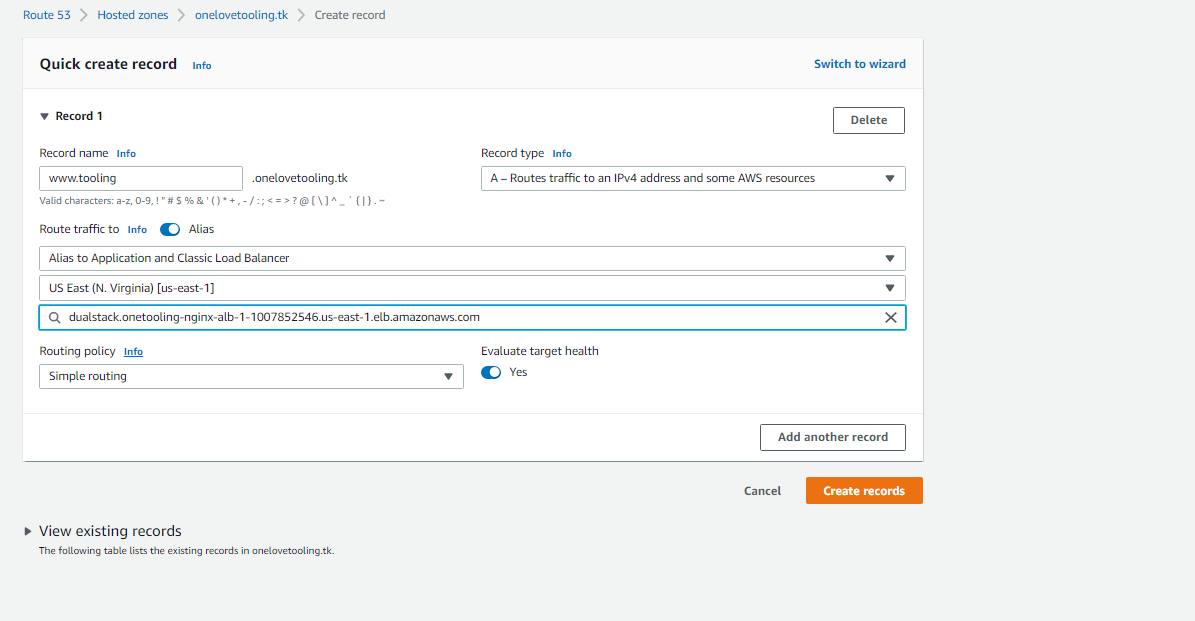 Route 53 > Hosted zones > onelovetooling.tk > Create record
Quick create record Info Switch to wizard
Record 1 Delete
Record name Info Record type Info
www.tooling .onelovetooling.tk A – Routes traffic to an IPv4 address and some AWS resources
Valid characters: a-z, 0-9, ! " # $ % & ' ( ) * + , - / : ; < = > ? @ [ \ ] ^ _ ` { | } . ~
Route traffic to Info Alias
Alias to Application and Classic Load Balancer
US East (N. Virginia) [us-east-1]
dualstack.onetooling-nginx-alb-1-1007852546.us-east-1.elb.amazonaws.com
Routing policy Info Evaluate target health
Simple routing Yes
Add another record
Cancel Create records
View existing records
The following table lists the existing records in onelovetooling.tk.